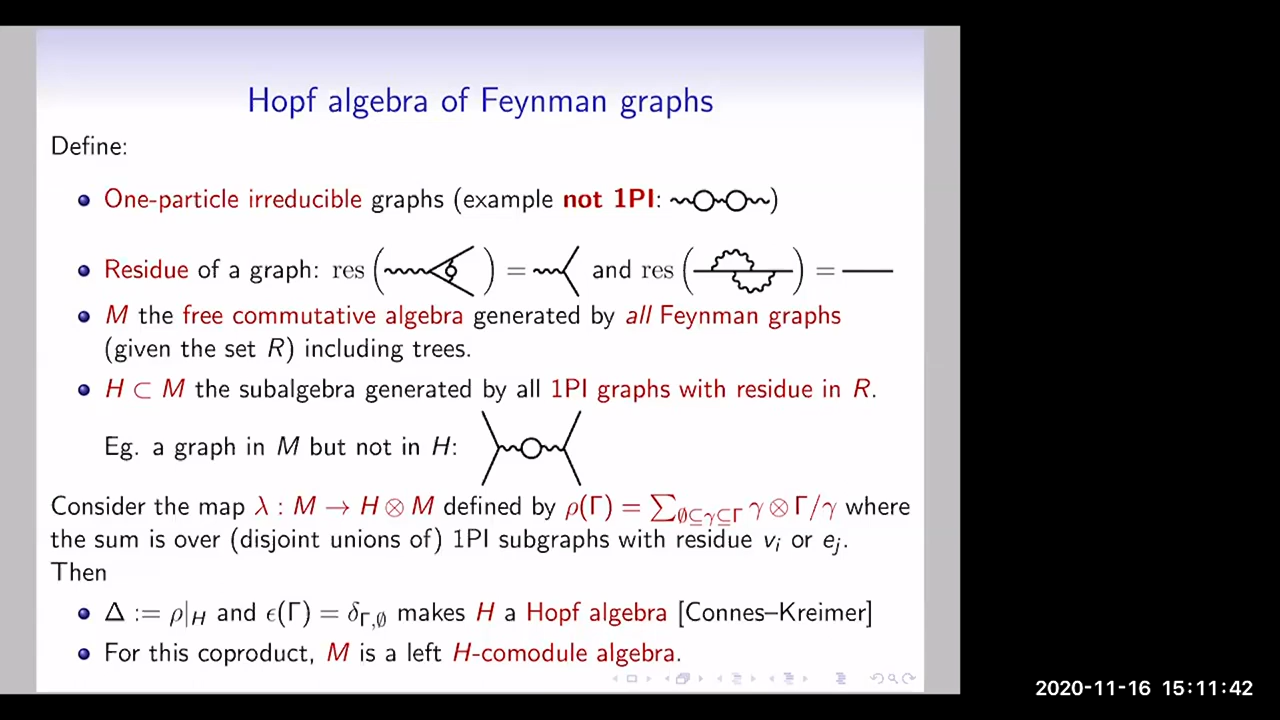 Hopf algebra of Feynman graphs
Define:
One-particle irreducible graphs (example not 1PI: )
Residue of a graph: res ( ) = and res ( ) =
M the free commutative algebra generated by all Feynman graphs
(given the set R) including trees.
H ⊂ M the subalgebra generated by all 1PI graphs with residue in R.
Eg. a graph in M but not in H:
Consider the map λ : M → H ⊗ M defined by ρ(Γ) = ∑_{∅⊆γ⊆Γ} γ ⊗ Γ/γ where
the sum is over (disjoint unions of) 1PI subgraphs with residue v_i or e_j.
Then
Δ := ρ|_H and ϵ(Γ) = δ_{Γ,∅} makes H a Hopf algebra [Connes–Kreimer]
For this coproduct, M is a left H-comodule algebra.
2020-11-16 15:11:42